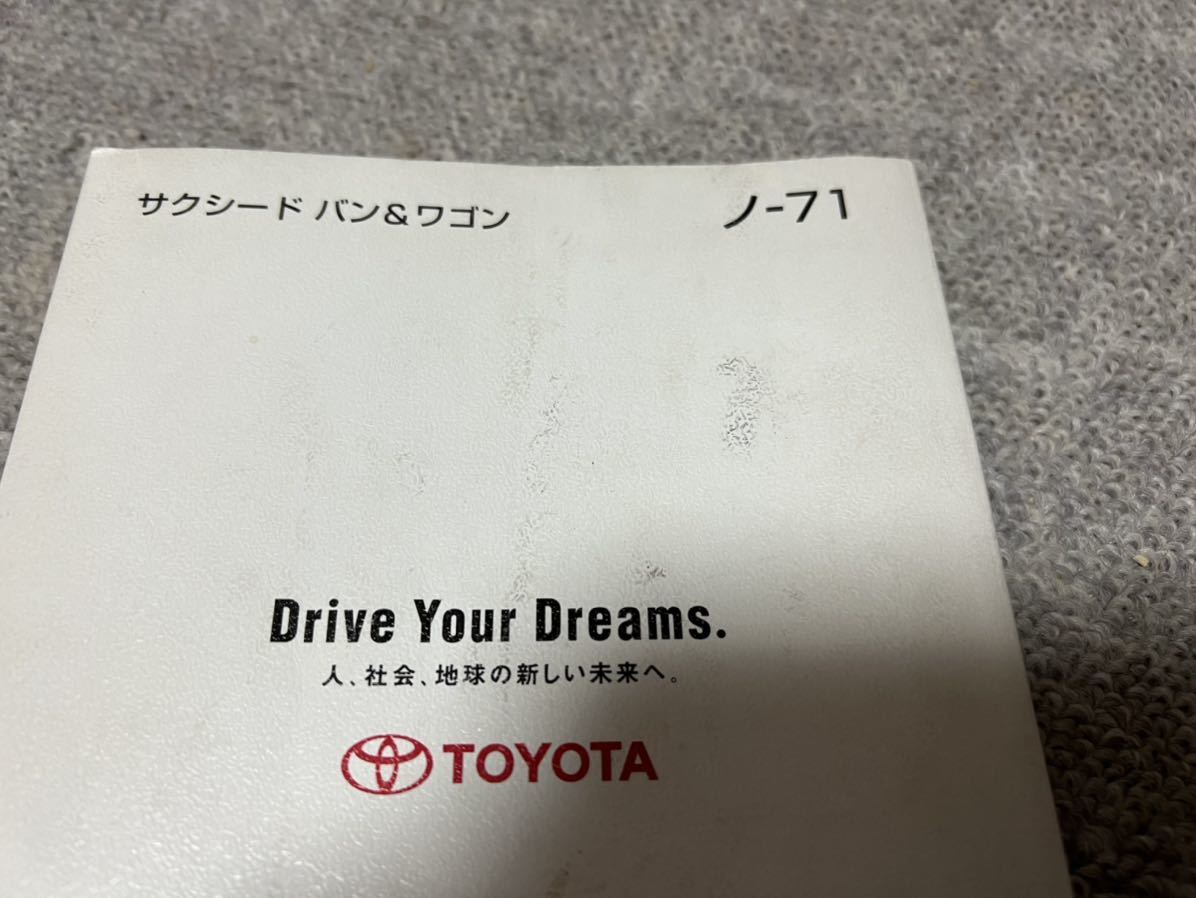 サクシード バン&ワゴン
ノ-71
Drive Your Dreams.
人、社会、地球の新しい未来へ。
TOYOTA